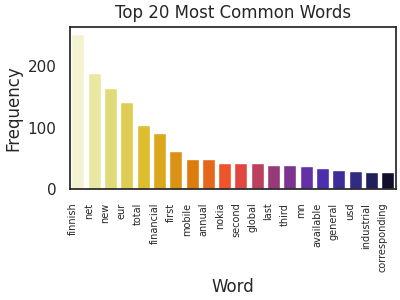 Top 20 Most Common Words
Frequency
200
100
0
finnish
net
new
eur
total
financial
first
mobile
annual
nokia
second
global
last
third
mn
available
general
usd
industrial
corresponding
Word